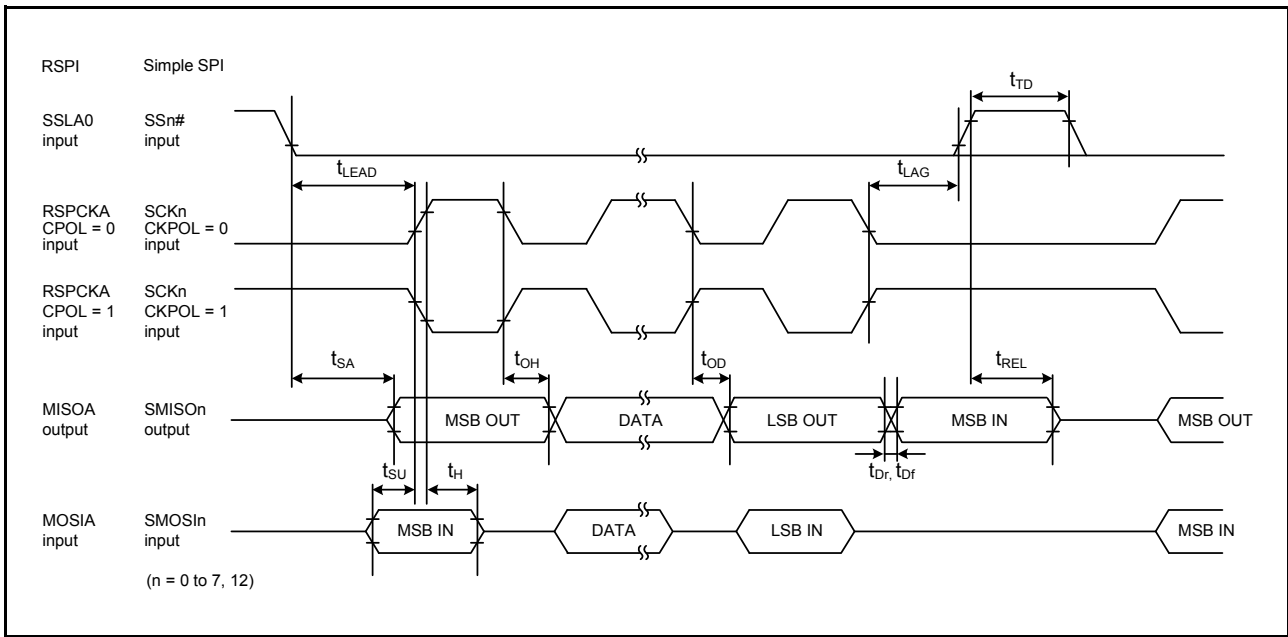 RSPI Simple SPI
SSLA0 SSn#
input input
tTD
tLEAD
tLAG
RSPCKA SCKn
CPOL = 0 CKPOL = 0
input input
RSPCKA SCKn
CPOL = 1 CKPOL = 1
input input
tSA tOH tOD tREL
MISOA SMISOn
output output
MSB OUT DATA LSB OUT MSB IN MSB OUT
tSU tH tDr, tDf
MOSIA SMOSIn
input input
MSB IN DATA LSB IN MSB IN
(n = 0 to 7, 12)